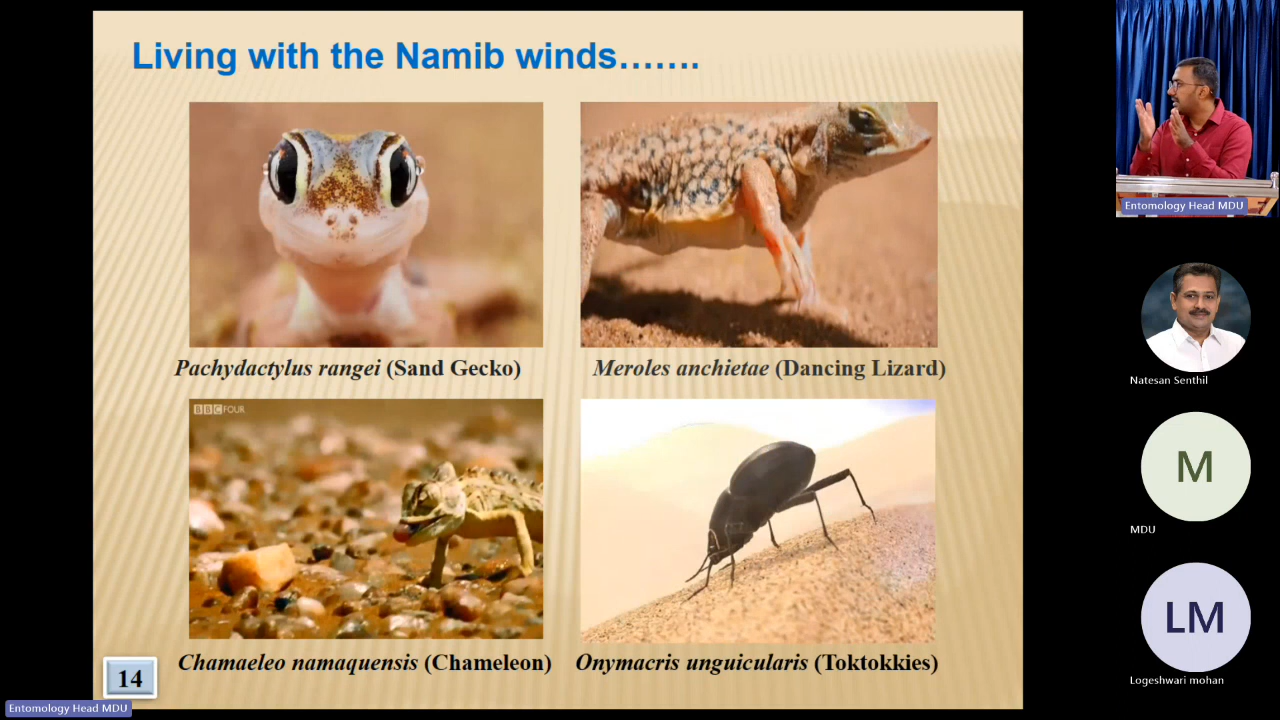 Living with the Namib winds…….
Pachydactylus rangei (Sand Gecko)
Meroles anchietae (Dancing Lizard)
BBC FOUR
Chamaeleo namaquensis (Chameleon)
Onymacris unguicularis (Toktokkies)
14
Entomology Head MDU
Entomology Head MDU
Natesan Senthil
M
MDU
LM
Logeshwari mohan